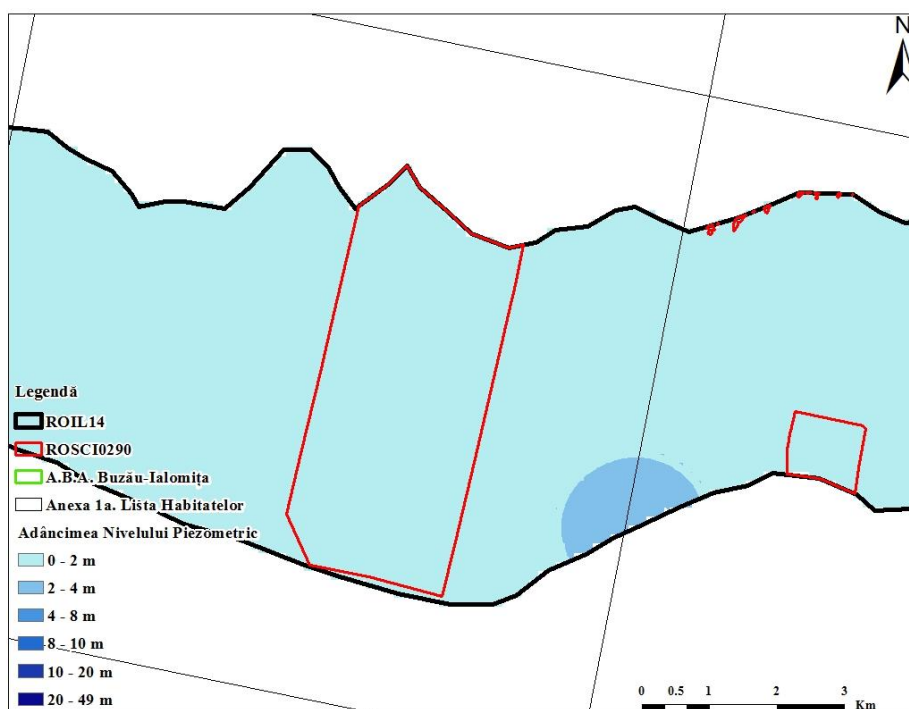 N
Legendă
ROIL14
ROSCI0290
A.B.A. Buzău-Ialomița
Anexa 1a. Lista Habitatelor
Adâncimea Nivelului Piezometric
0 - 2 m
2 - 4 m
4 - 8 m
8 - 10 m
10 - 20 m
20 - 49 m
0 0.5 1 2 3
Km